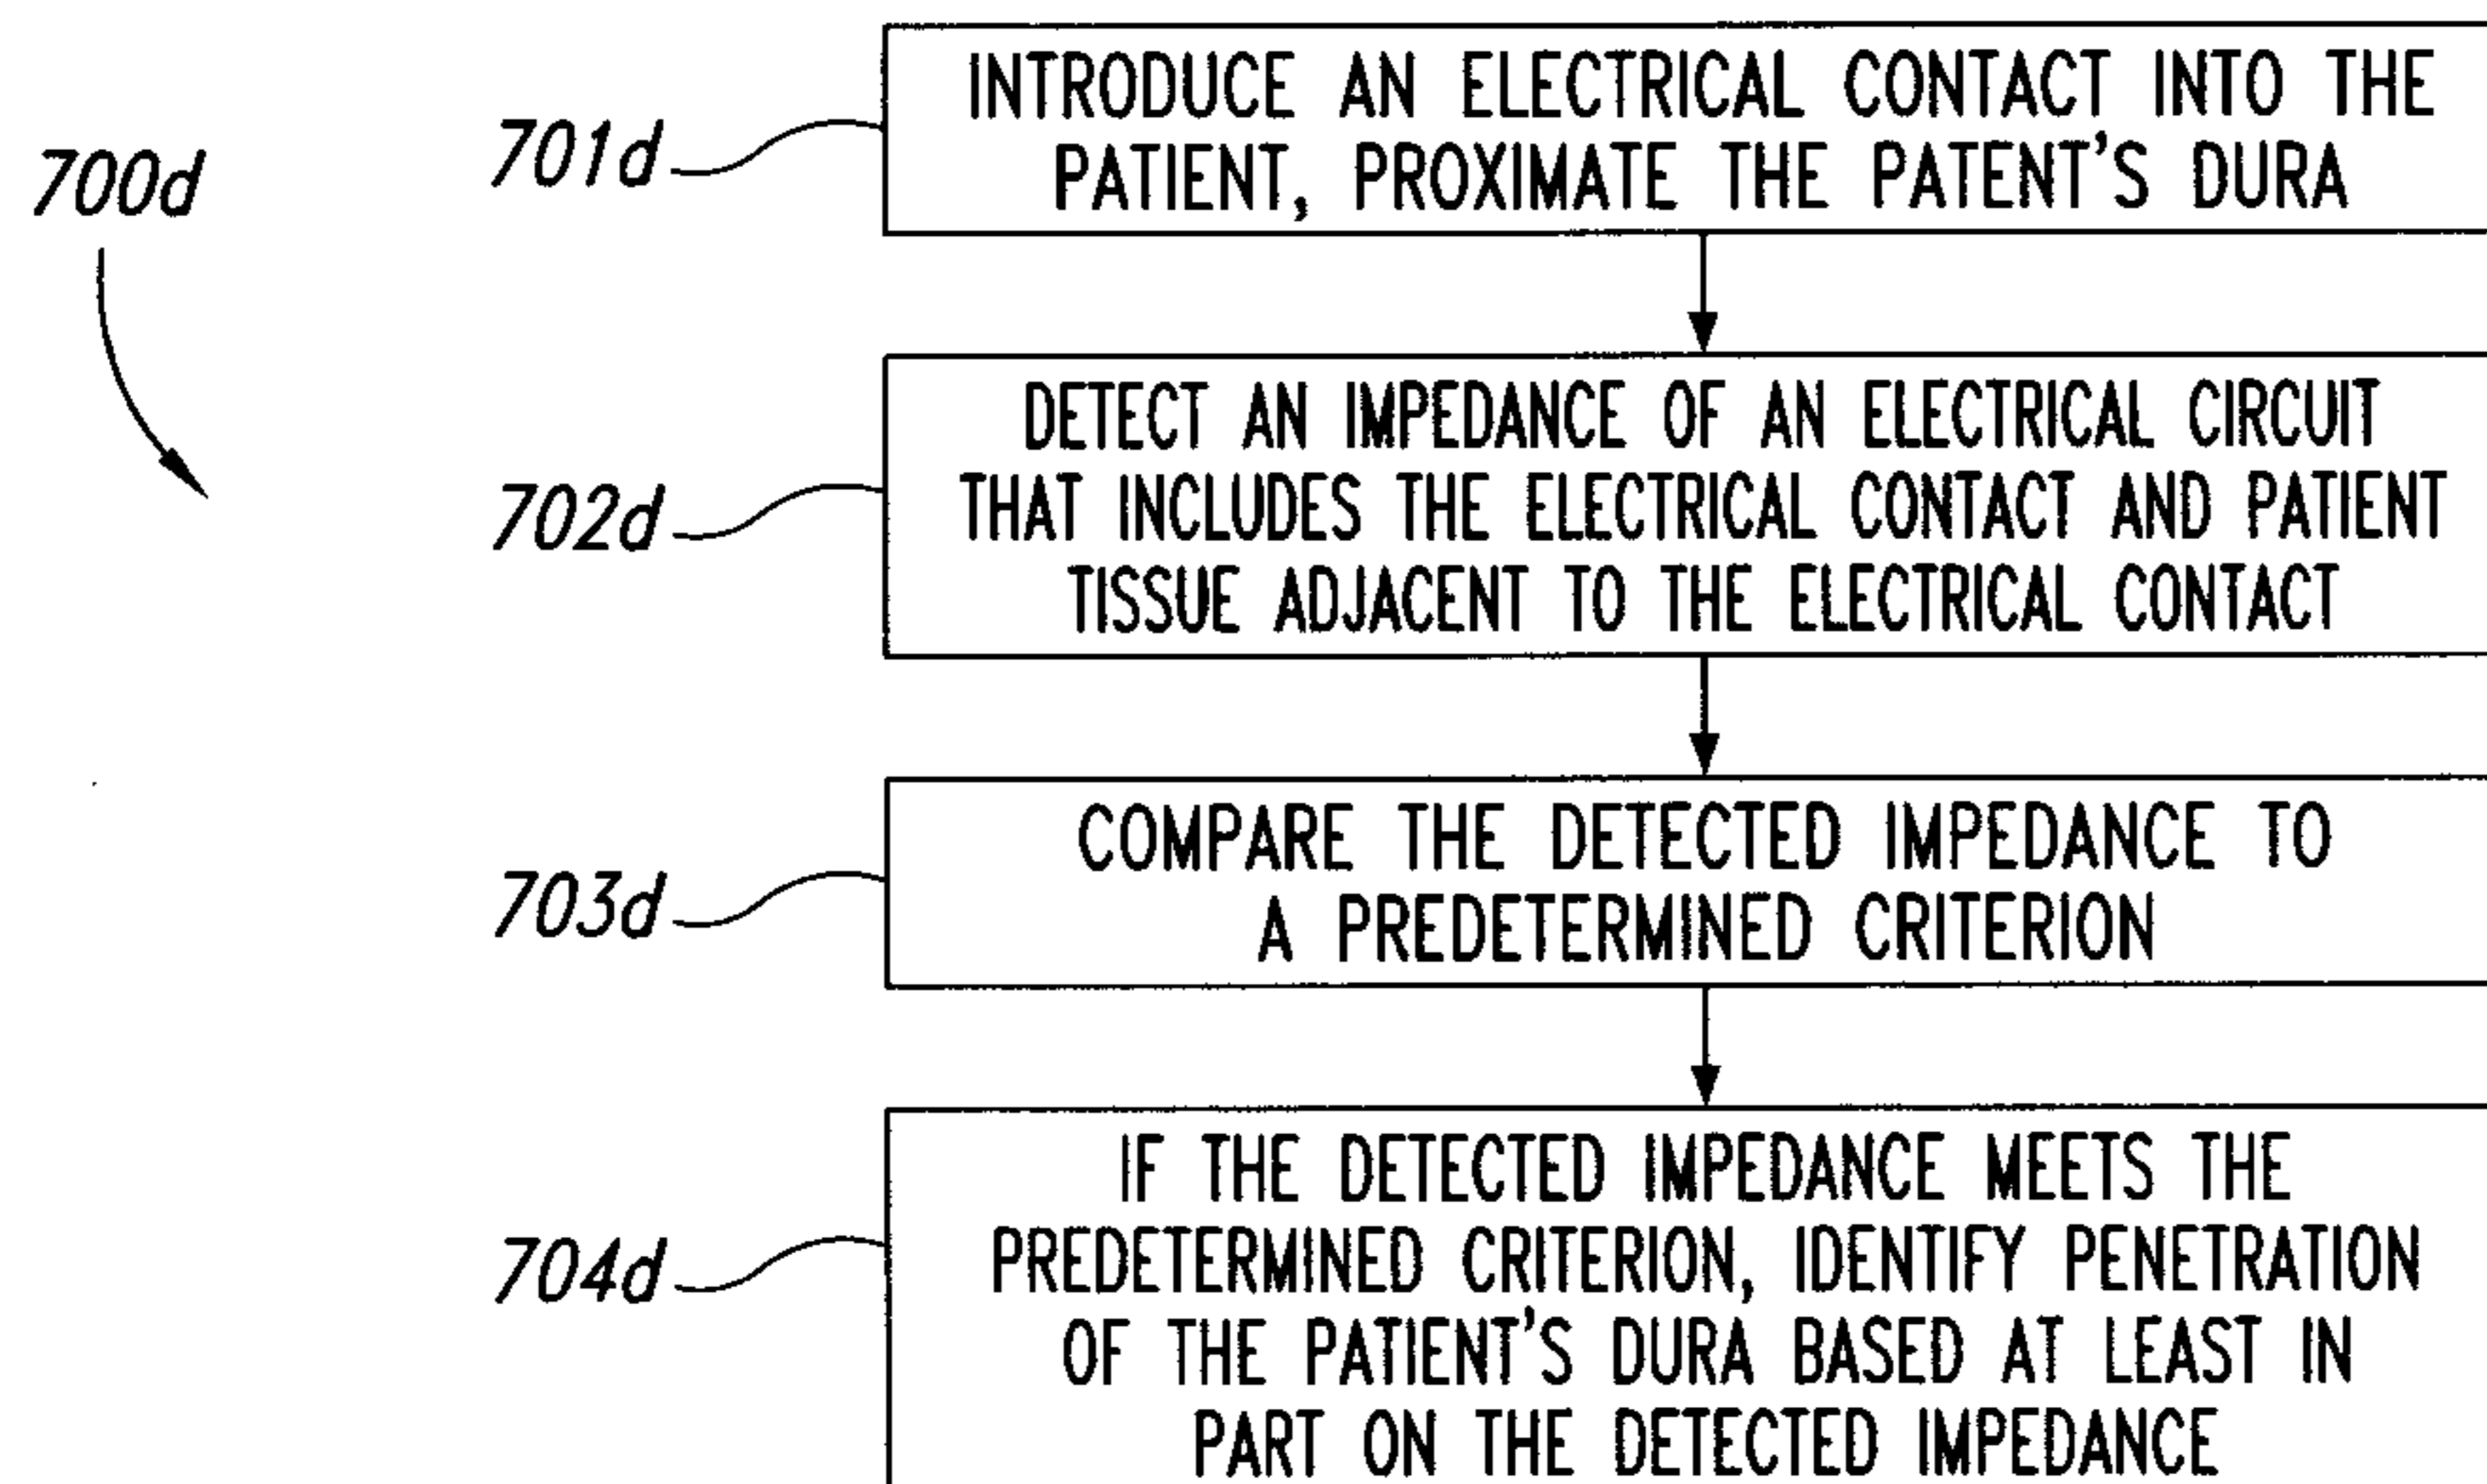 700d
701d
INTRODUCE AN ELECTRICAL CONTACT INTO THE
PATIENT, PROXIMATE THE PATENT'S DURA
702d
DETECT AN IMPEDANCE OF AN ELECTRICAL CIRCUIT
THAT INCLUDES THE ELECTRICAL CONTACT AND PATIENT
TISSUE ADJACENT TO THE ELECTRICAL CONTACT
703d
COMPARE THE DETECTED IMPEDANCE TO
A PREDETERMINED CRITERION
704d
IF THE DETECTED IMPEDANCE MEETS THE
PREDETERMINED CRITERION, IDENTIFY PENETRATION
OF THE PATIENT'S DURA BASED AT LEAST IN
PART ON THE DETECTED IMPEDANCE